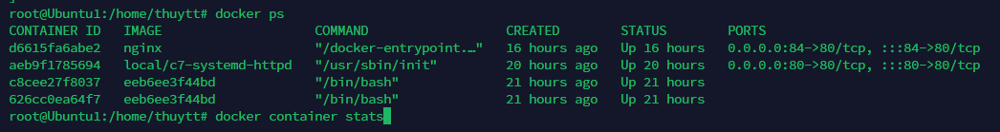 root@Ubuntu1:/home/thuytt# docker ps
CONTAINER ID IMAGE COMMAND CREATED STATUS PORTS
d6615fa6abe2 nginx "/docker-entrypoint.…" 16 hours ago Up 16 hours 0.0.0.0:84->80/tcp, :::84->80/tcp
aeb9f1785694 local/c7-systemd-httpd "/usr/sbin/init" 20 hours ago Up 20 hours 0.0.0.0:80->80/tcp, :::80->80/tcp
c8cee27f8037 eeb6ee3f44bd "/bin/bash" 21 hours ago Up 21 hours
626cc0ea64f7 eeb6ee3f44bd "/bin/bash" 21 hours ago Up 21 hours
root@Ubuntu1:/home/thuytt# docker container stats